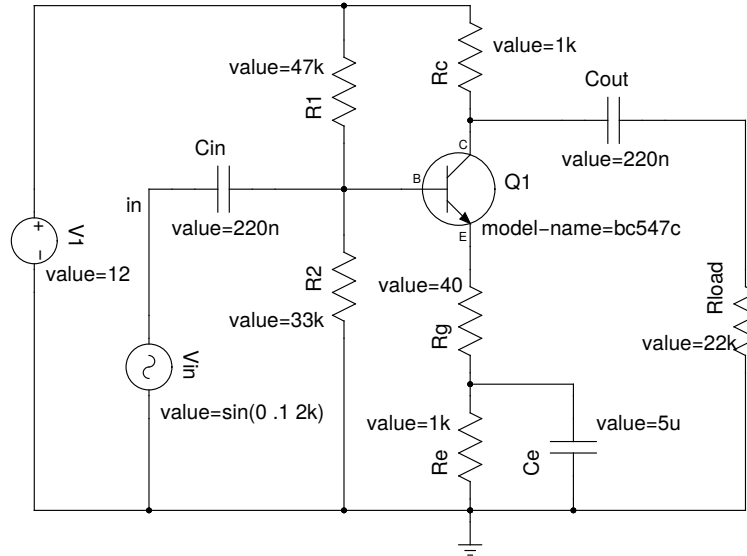 value=1k
Rc
value=47k
R1
Cout
value=220n
C
Cin
B
Q1
in
value=220n
E
model-name=bc547c
+
−
V1
value=12
R2
value=33k
value=40
Rg
Rload
value=22k
Vin
value=sin(0 .1 2k)
value=1k
Re
value=5u
Ce